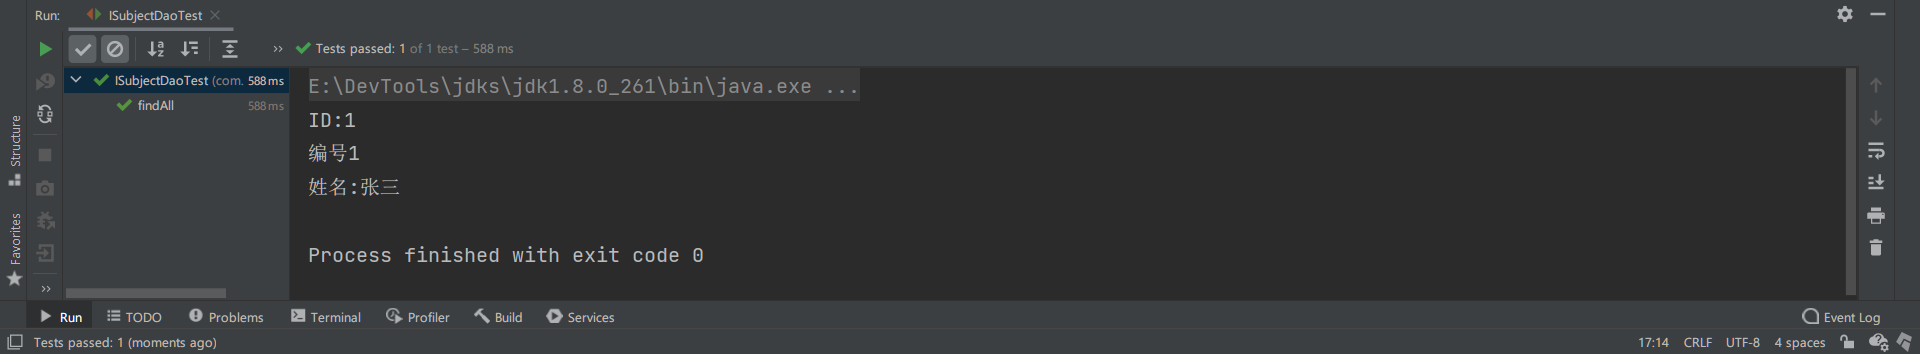 Run: ISubjectDaoTest
Tests passed: 1 of 1 test – 588 ms
ISubjectDaoTest (com. 588 ms
findAll 588 ms
E:\DevTools\jdks\jdk1.8.0_261\bin\java.exe ...
ID:1
编号1
姓名:张三
Process finished with exit code 0
Structure
Favorites
Run TODO Problems Terminal Profiler Build Services Event Log
Tests passed: 1 (moments ago) 17:14 CRLF UTF-8 4 spaces